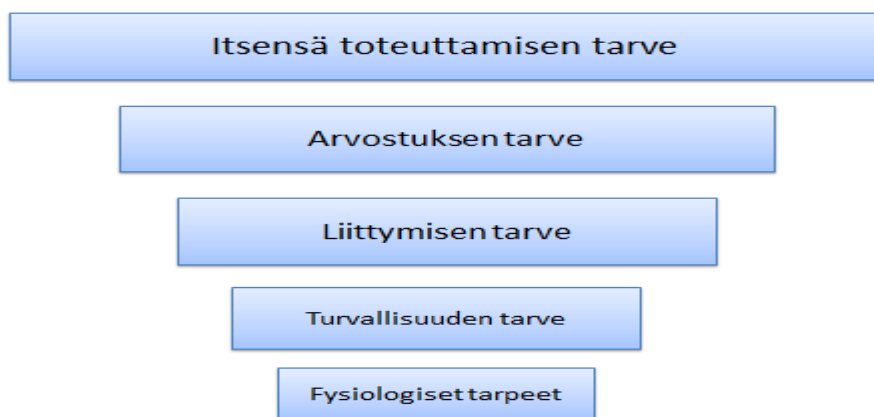 Itsensä toteuttamisen tarve
Arvostuksen tarve
Liittymisen tarve
Turvallisuuden tarve
Fysiologiset tarpeet